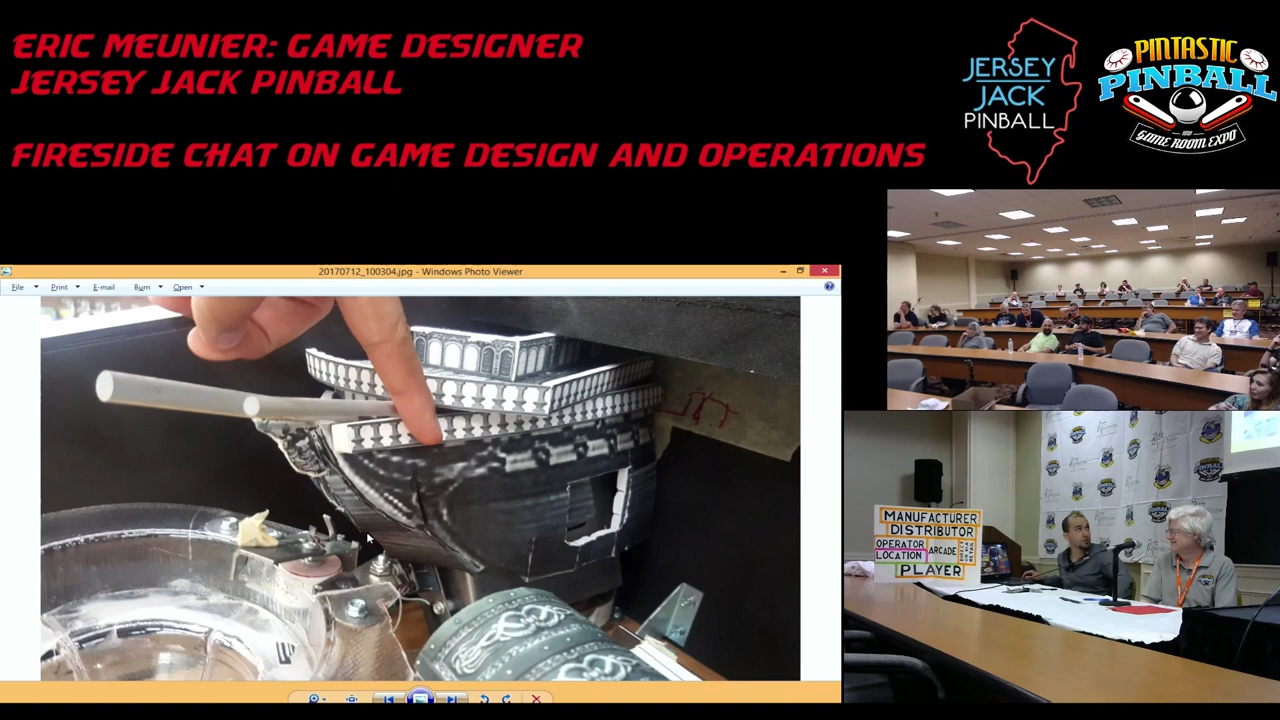 ERIC MEUNIER: GAME DESIGNER
JERSEY JACK PINBALL
FIRESIDE CHAT ON GAME DESIGN AND OPERATIONS
JERSEY
JACK
PINBALL
PINTASTIC
PINBALL
AND
GAME ROOM EXPO
20170712_100304.jpg - Windows Photo Viewer
File Print E-mail Burn Open
MANUFACTURER
DISTRIBUTOR
OPERATOR
LOCATION
ARCADE
PLAYER